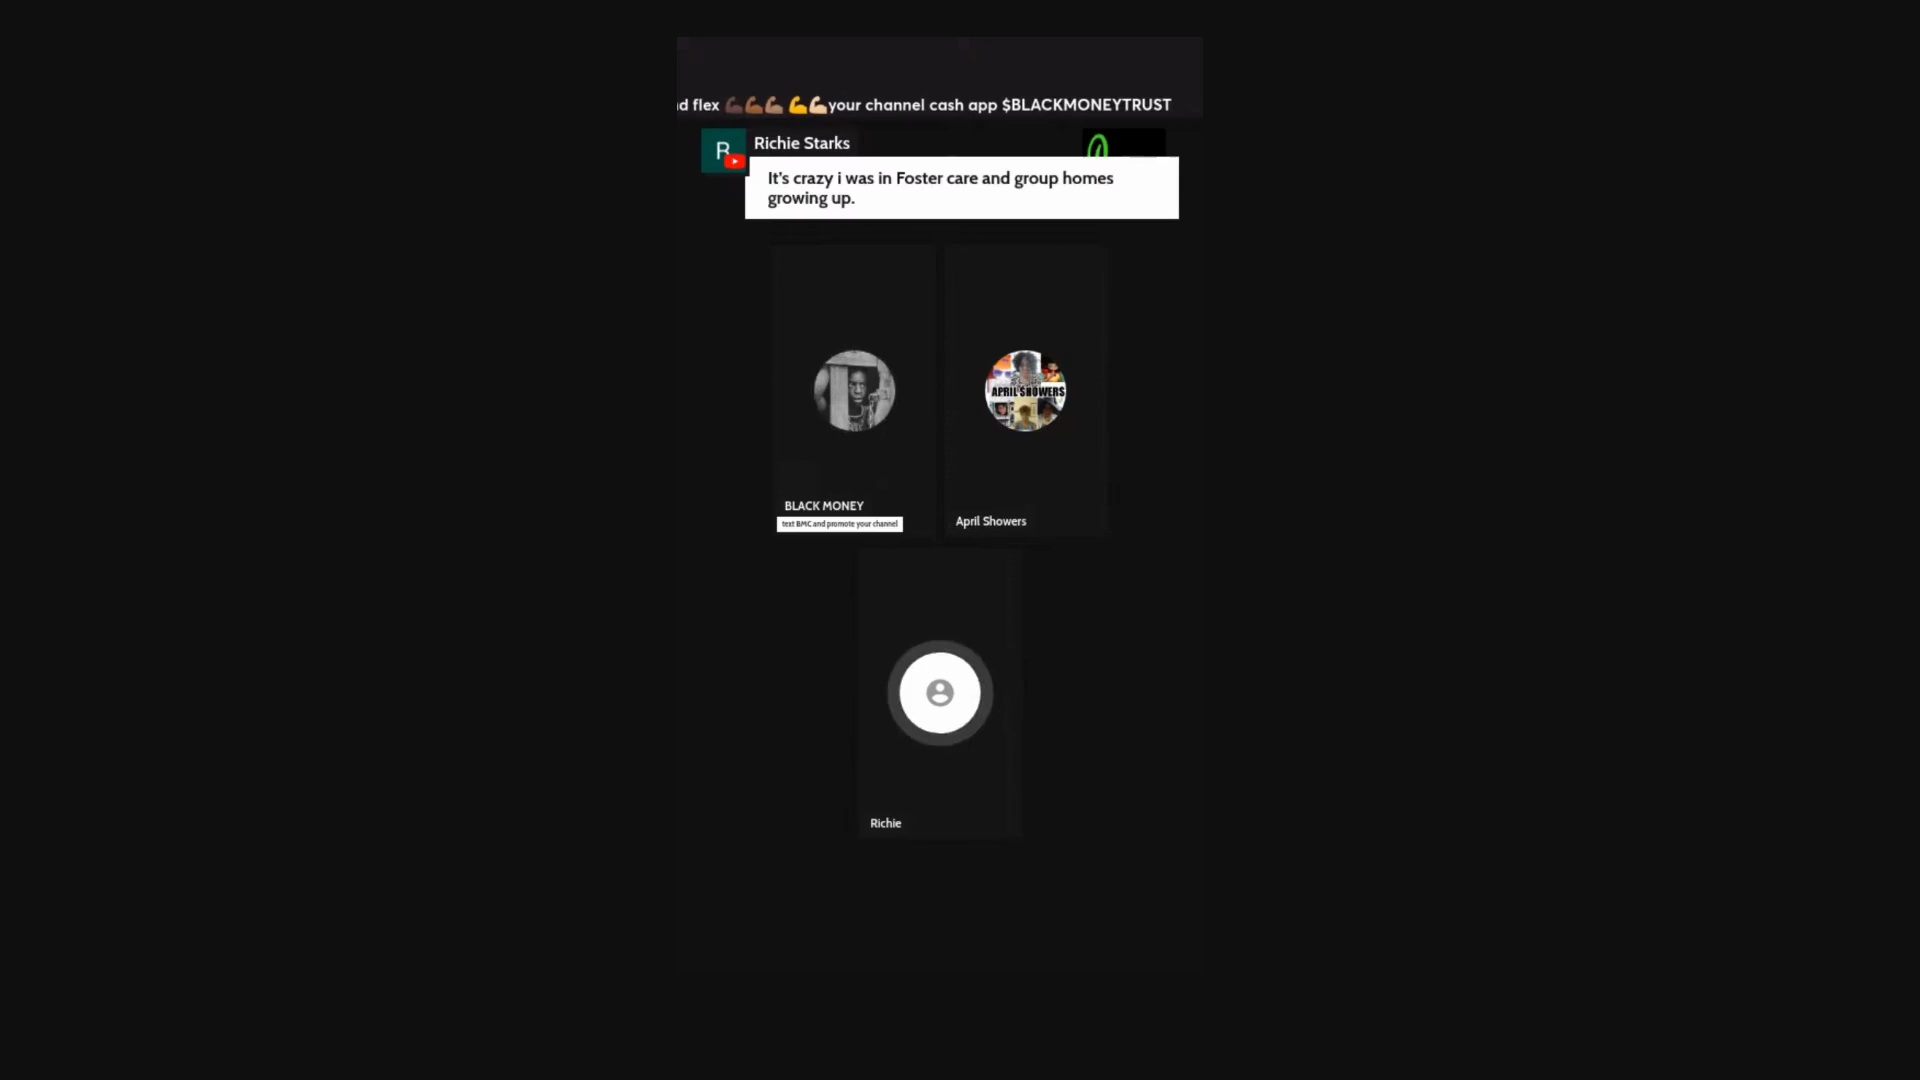 d flex 💪🏿💪🏾💪🏽 💪💪🏼your channel cash app $BLACKMONEYTRUST
R
Richie Starks
It's crazy i was in Foster care and group homes
growing up.
APRIL SHOWERS
BLACK MONEY
text BMC and promote your channel
April Showers
Richie